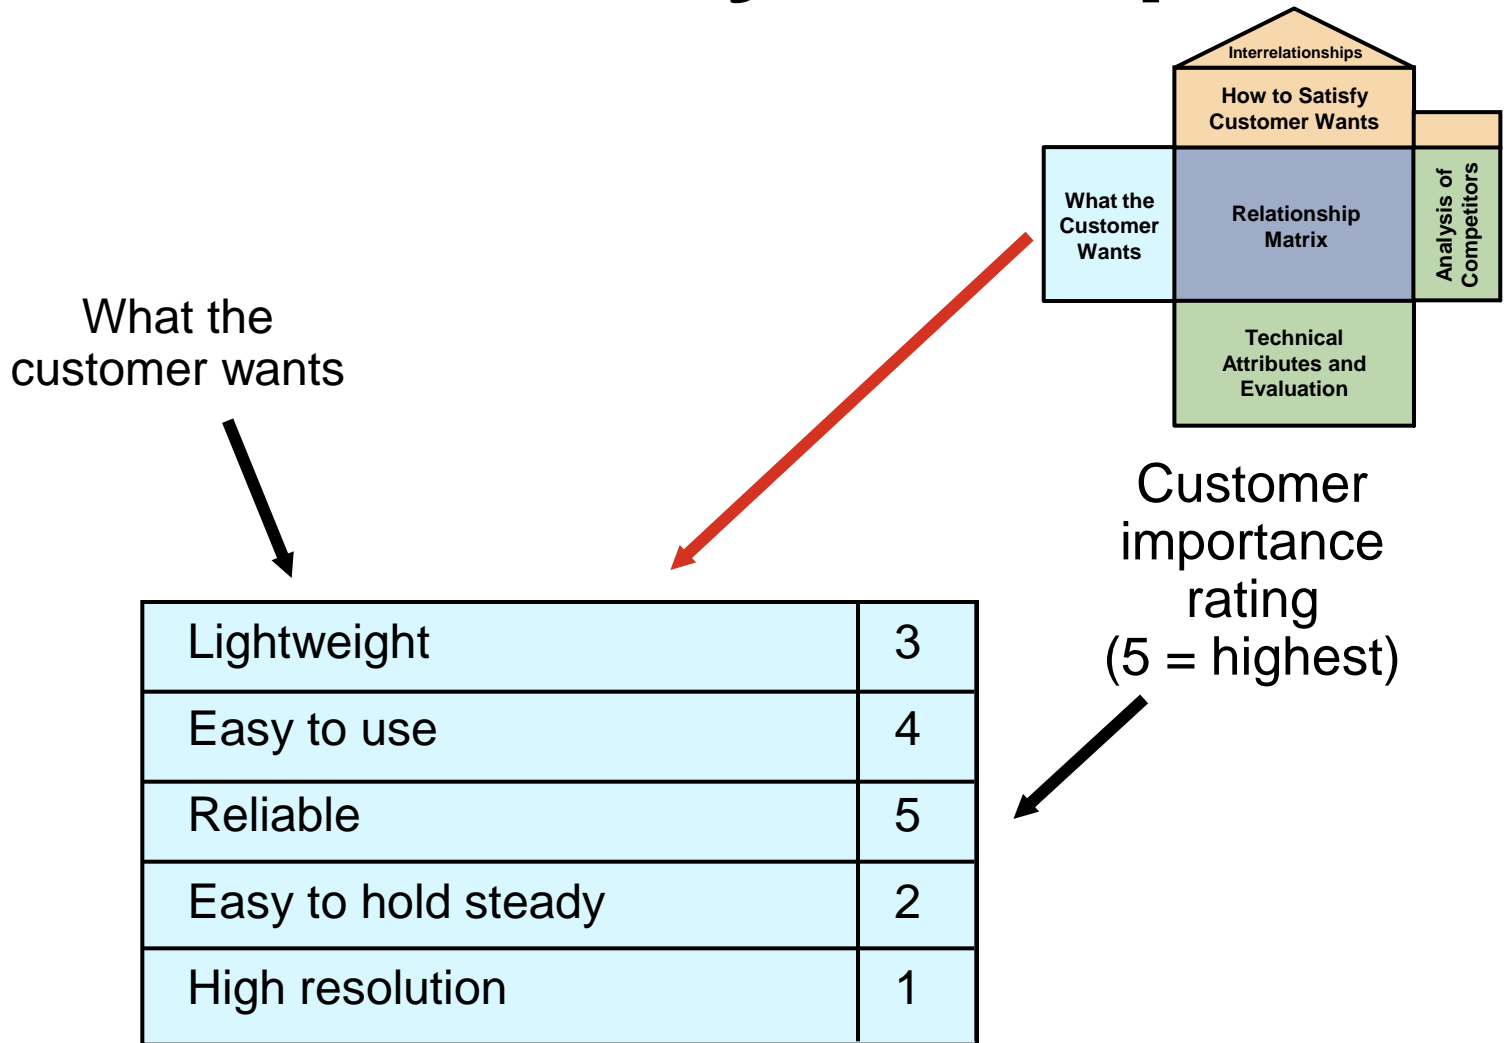 Interrelationships
How to Satisfy
Customer Wants
What the
Customer
Wants
Relationship
Matrix
Analysis of
Competitors
Technical
Attributes and
Evaluation
What the
customer wants
Customer
importance
rating
(5 = highest)
Lightweight 3
Easy to use 4
Reliable 5
Easy to hold steady 2
High resolution 1